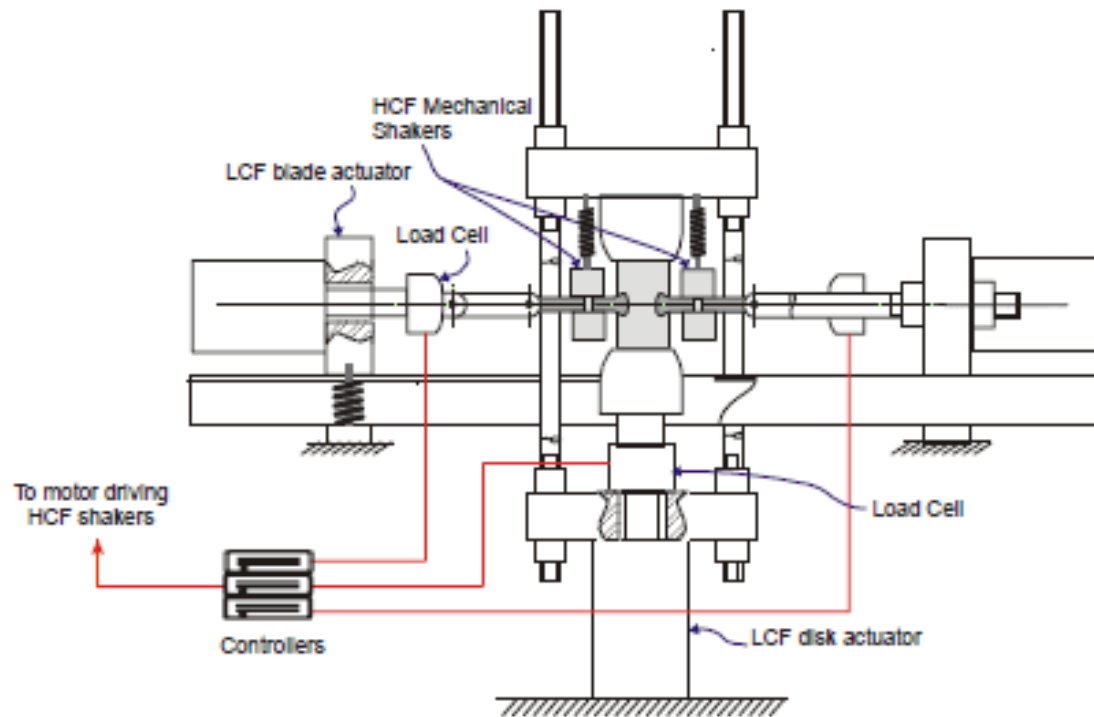 HCF Mechanical
Shakers
LCF blade actuator
Load Cell
To motor driving
HCF shakers
Load Cell
Controllers
LCF disk actuator